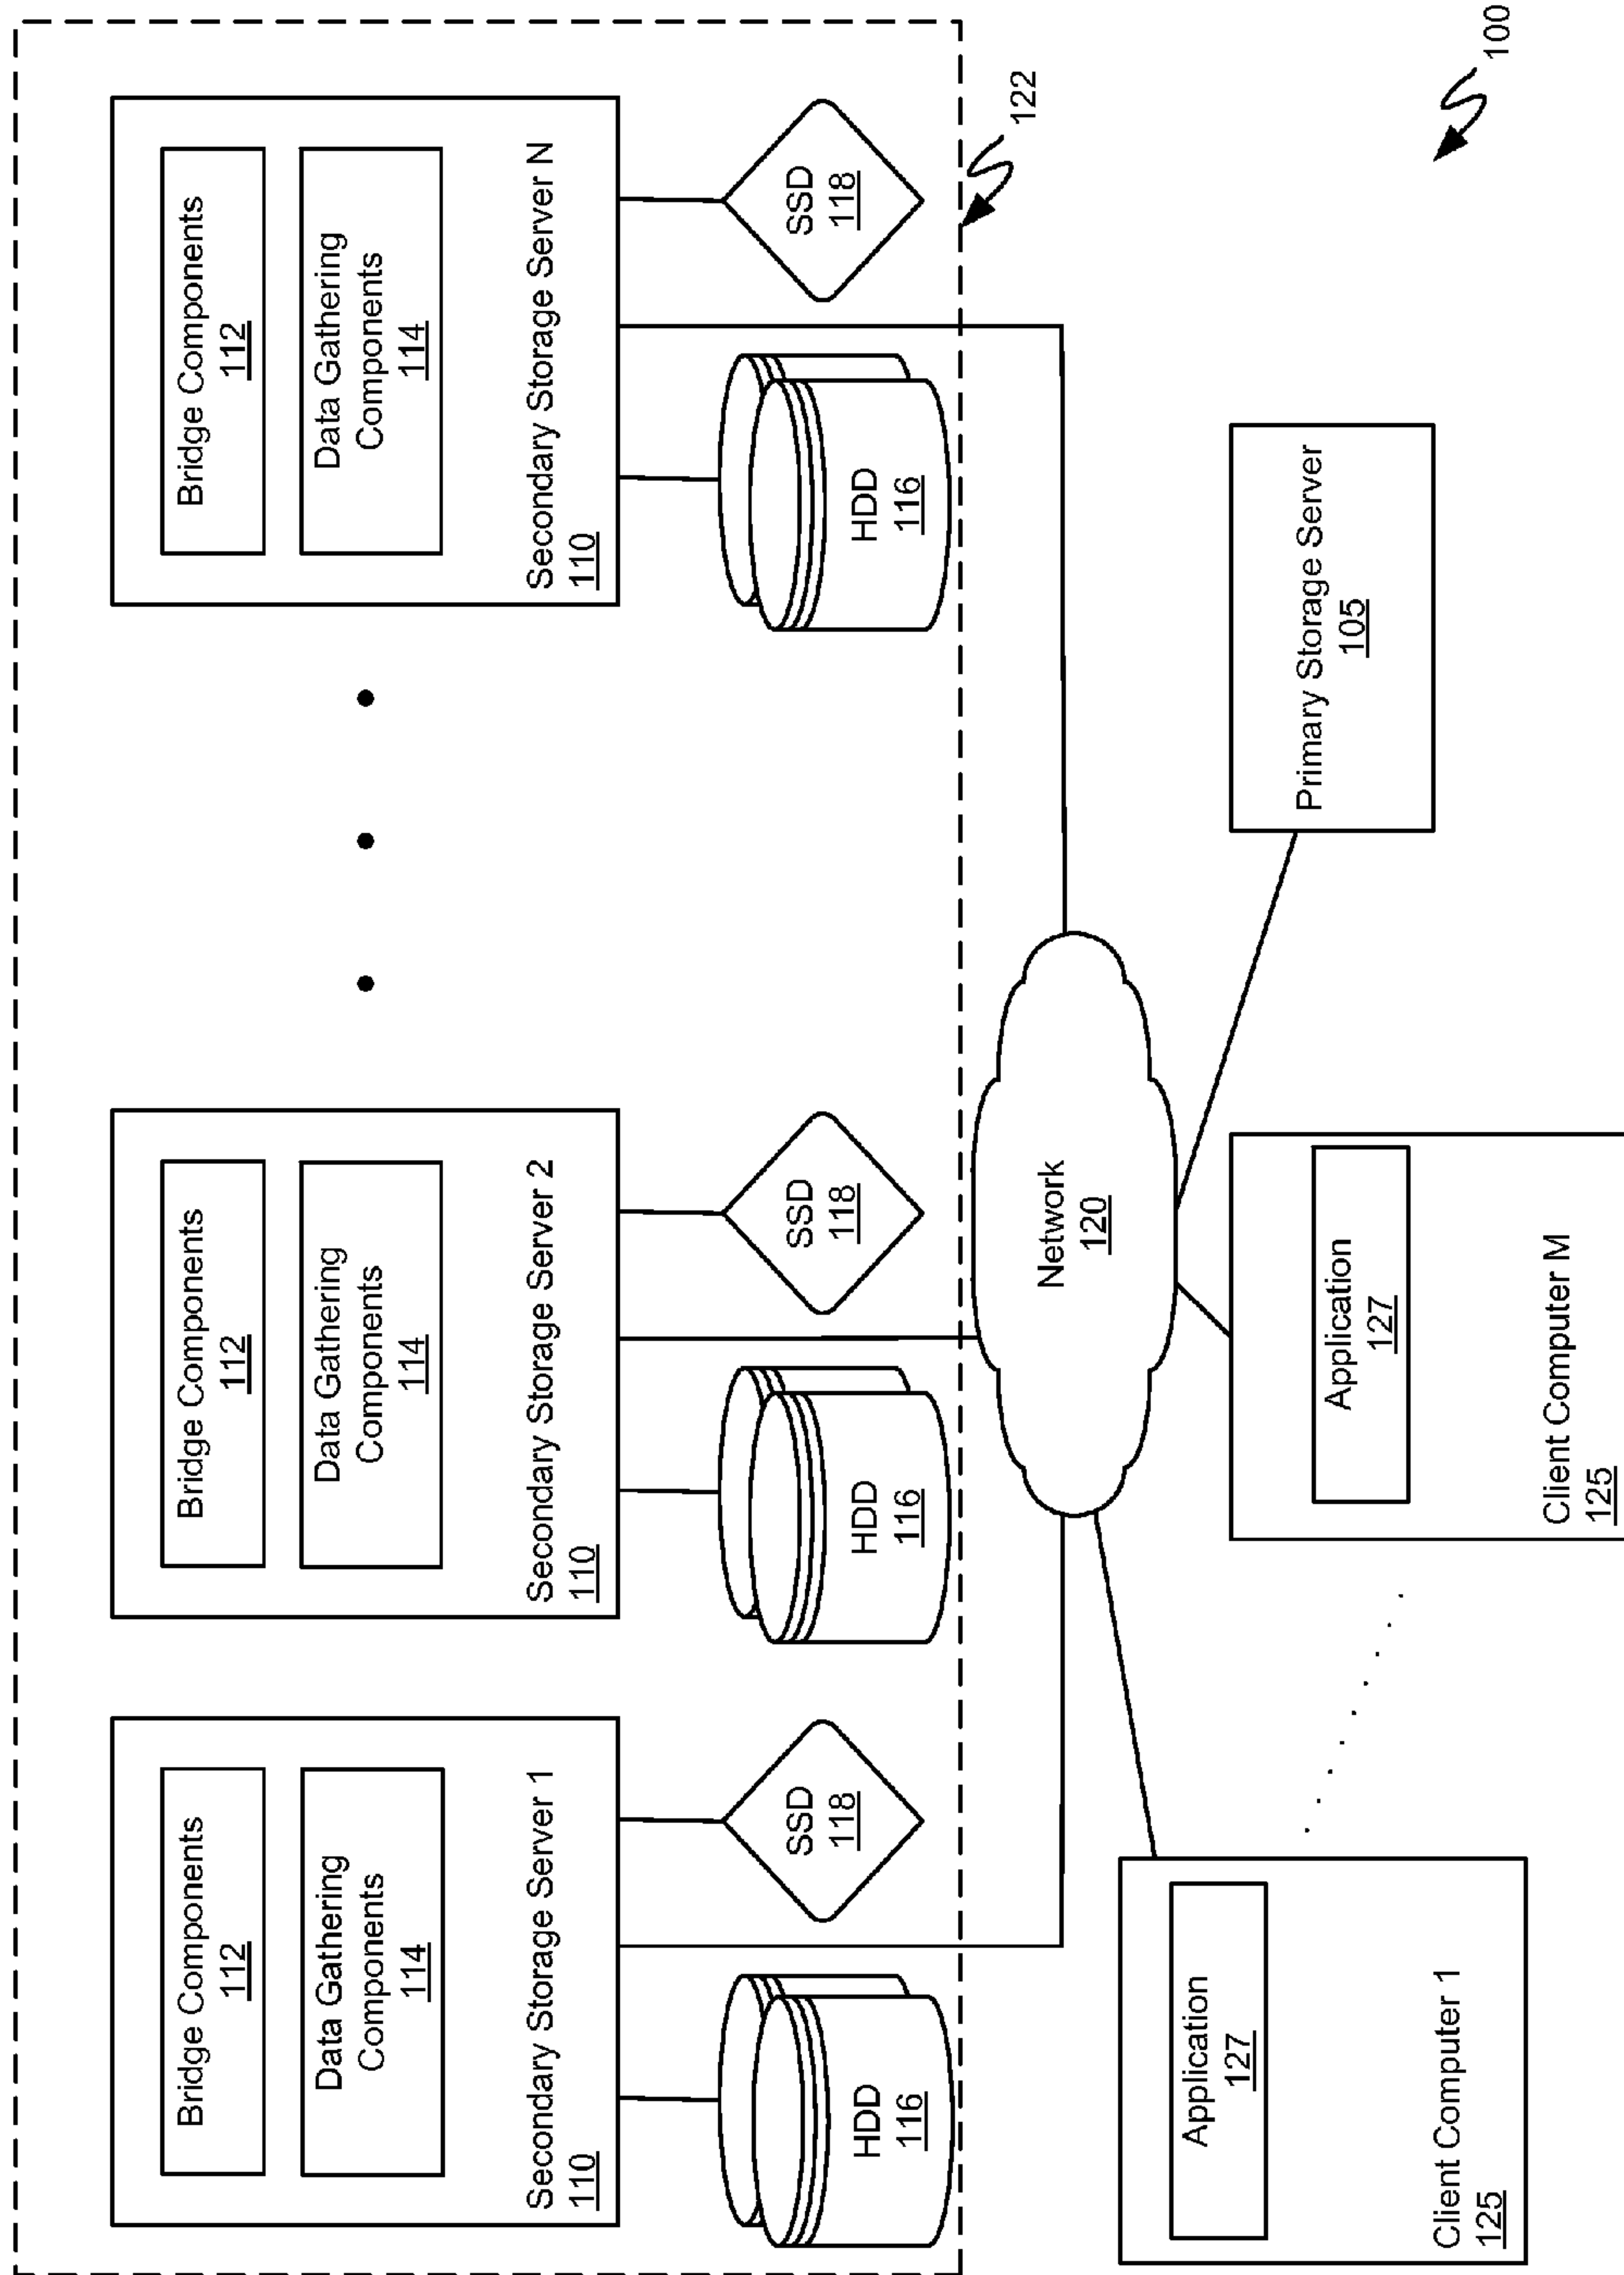 Bridge Components
112
Data Gathering
Components
114
Secondary Storage Server 1
110
HDD
116
SSD
118
Bridge Components
112
Data Gathering
Components
114
Secondary Storage Server 2
110
HDD
116
SSD
118
Bridge Components
112
Data Gathering
Components
114
Secondary Storage Server N
110
HDD
116
SSD
118
122
Network
120
Application
127
Client Computer 1
125
Application
127
Client Computer M
125
Primary Storage Server
105
100